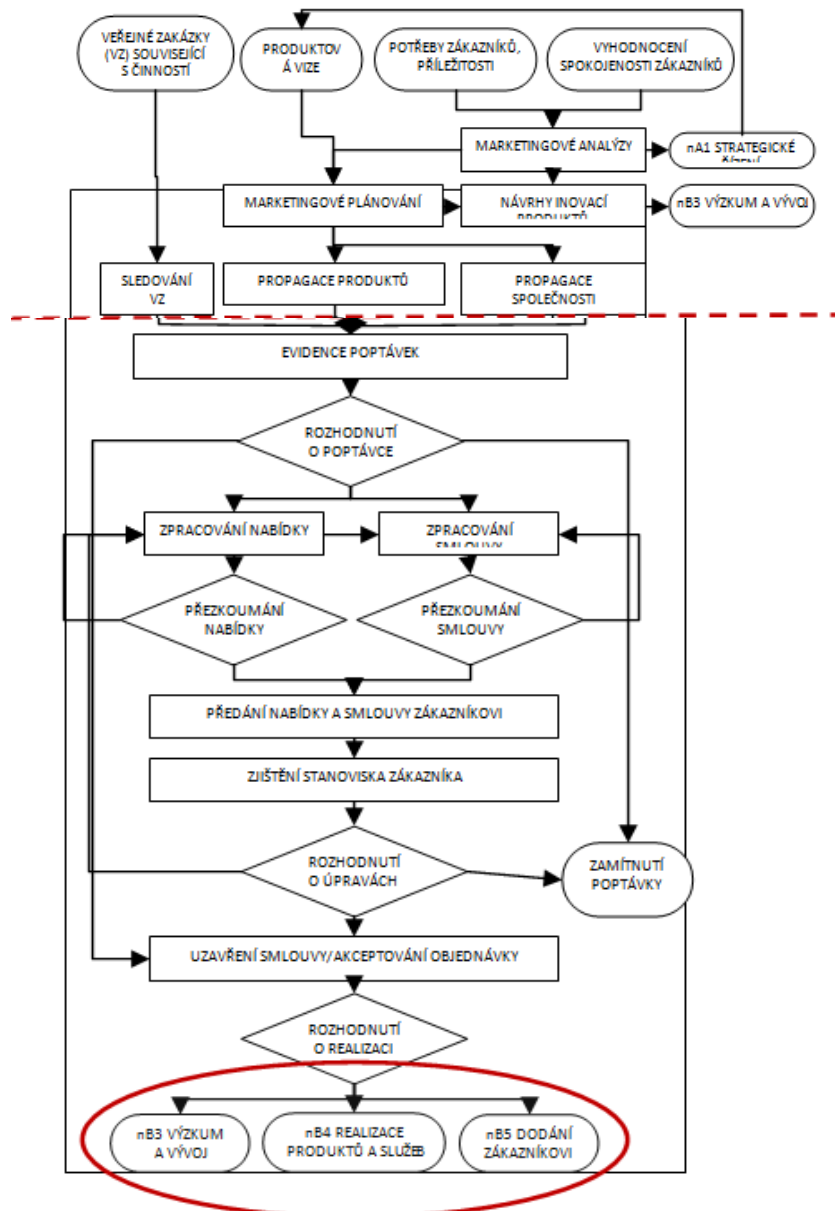 VEŘEJNÉ ZAKÁZKY
(VZ) SOUVISEJÍCÍ
S ČINNOSTÍ
PRODUKTOV
Á VIZE
POTŘEBY ZÁKAZNÍKŮ,
PŘÍLEŽITOSTI
VYHODNOCENÍ
SPOKOJENOSTI ZÁKAZNÍKŮ
MARKETINGOVÉ ANALÝZY
nA1 STRATEGICKÉ
ŘÍZENÍ
MARKETINGOVÉ PLÁNOVÁNÍ
NÁVRHY INOVACÍ
PRODUKTŮ
nB3 VÝZKUM A VÝVOJ
SLEDOVÁNÍ
VZ
PROPAGACE PRODUKTŮ
PROPAGACE
SPOLEČNOSTI
EVIDENCE POPTÁVEK
ROZHODNUTÍ
O POPTÁVCE
ZPRACOVÁNÍ NABÍDKY
ZPRACOVÁNÍ
SMLOUVY
PŘEZKOUMÁNÍ
NABÍDKY
PŘEZKOUMÁNÍ
SMLOUVY
PŘEDÁNÍ NABÍDKY A SMLOUVY ZÁKAZNÍKOVI
ZJIŠTĚNÍ STANOVISKA ZÁKAZNÍKA
ROZHODNUTÍ
O ÚPRAVÁCH
ZAMÍTNUTÍ
POPTÁVKY
UZAVŘENÍ SMLOUVY/AKCEPTOVÁNÍ OBJEDNÁVKY
ROZHODNUTÍ
O REALIZACI
nB3 VÝZKUM
A VÝVOJ
nB4 REALIZACE
PRODUKTŮ A SLUŽEB
nB5 DODÁNÍ
ZÁKAZNÍKOVI